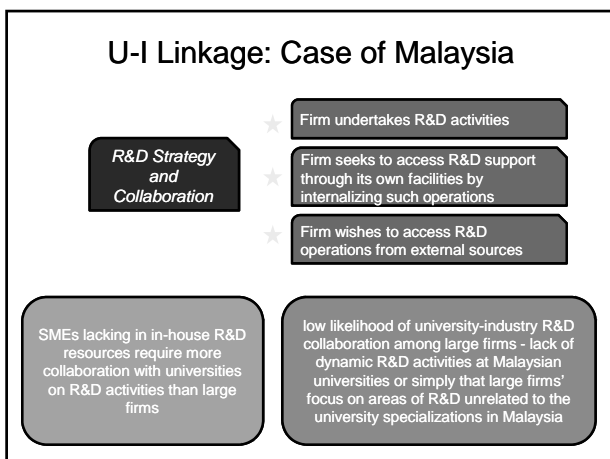 U-I Linkage: Case of Malaysia
R&D Strategy
and
Collaboration
Firm undertakes R&D activities
Firm seeks to access R&D support
through its own facilities by
internalizing such operations
Firm wishes to access R&D
operations from external sources
SMEs lacking in in-house R&D
resources require more
collaboration with universities
on R&D activities than large
firms
low likelihood of university-industry R&D
collaboration among large firms - lack of
dynamic R&D activities at Malaysian
universities or simply that large firms'
focus on areas of R&D unrelated to the
university specializations in Malaysia